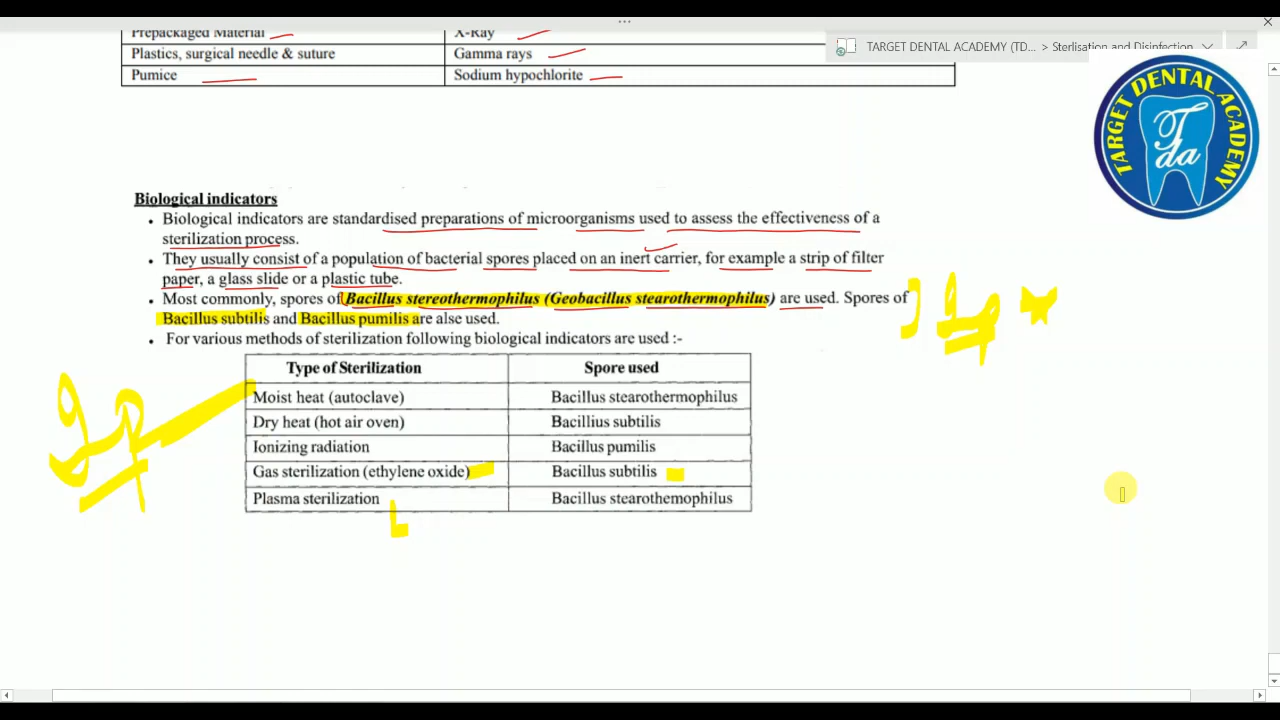 Prepackaged Material X-Ray
TARGET DENTAL ACADEMY (TD... > Sterlisation and Disinfection
Plastics, surgical needle & suture Gamma rays
Pumice Sodium hypochlorite
TARGET DENTAL ACADEMY
Tda
Biological indicators
• Biological indicators are standardised preparations of microorganisms used to assess the effectiveness of a
sterilization process.
• They usually consist of a population of bacterial spores placed on an inert carrier, for example a strip of filter
paper, a glass slide or a plastic tube.
• Most commonly, spores of Bacillus stereothermophilus (Geobacillus stearothermophilus) are used. Spores of
Bacillus subtilis and Bacillus pumilis are alse used.
• For various methods of sterilization following biological indicators are used :-
Type of Sterilization Spore used
Moist heat (autoclave) Bacillus stearothermophilus
Dry heat (hot air oven) Bacillius subtilis
Ionizing radiation Bacillus pumilis
Gas sterilization (ethylene oxide) Bacillus subtilis
Plasma sterilization Bacillus stearothemophilus